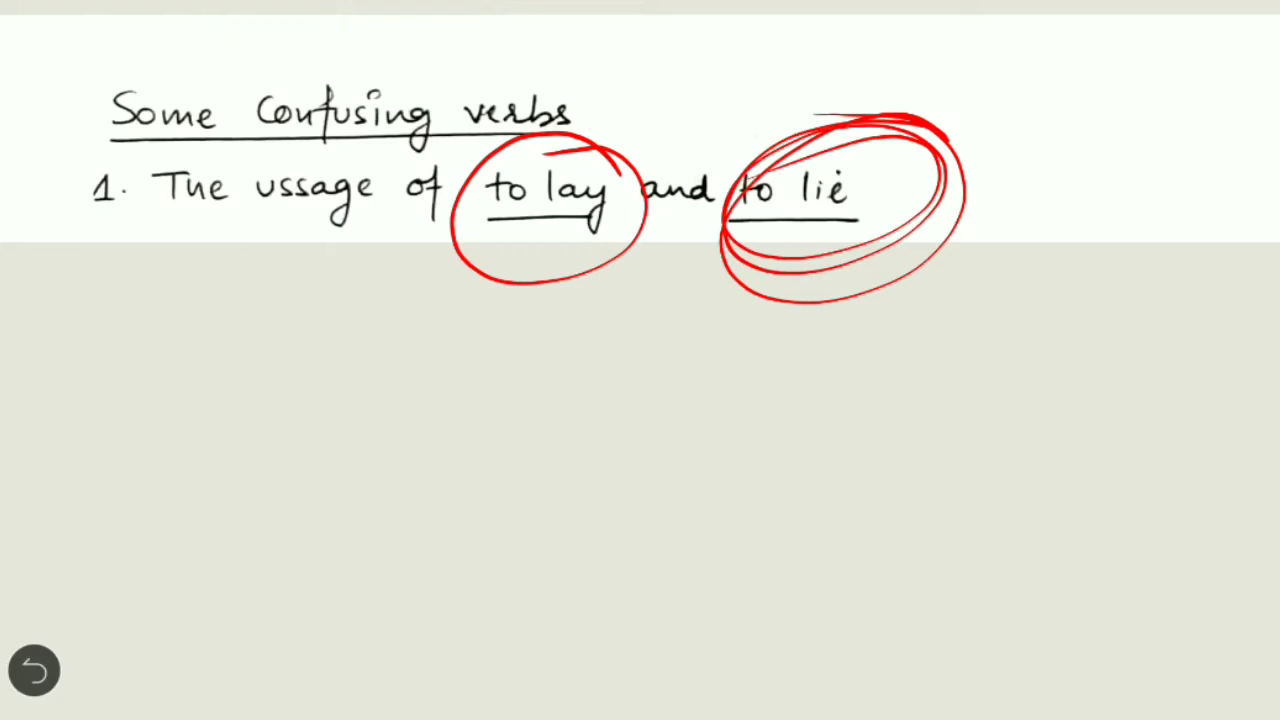 Some Confusing verbs
1. The ussage of to lay and to lie